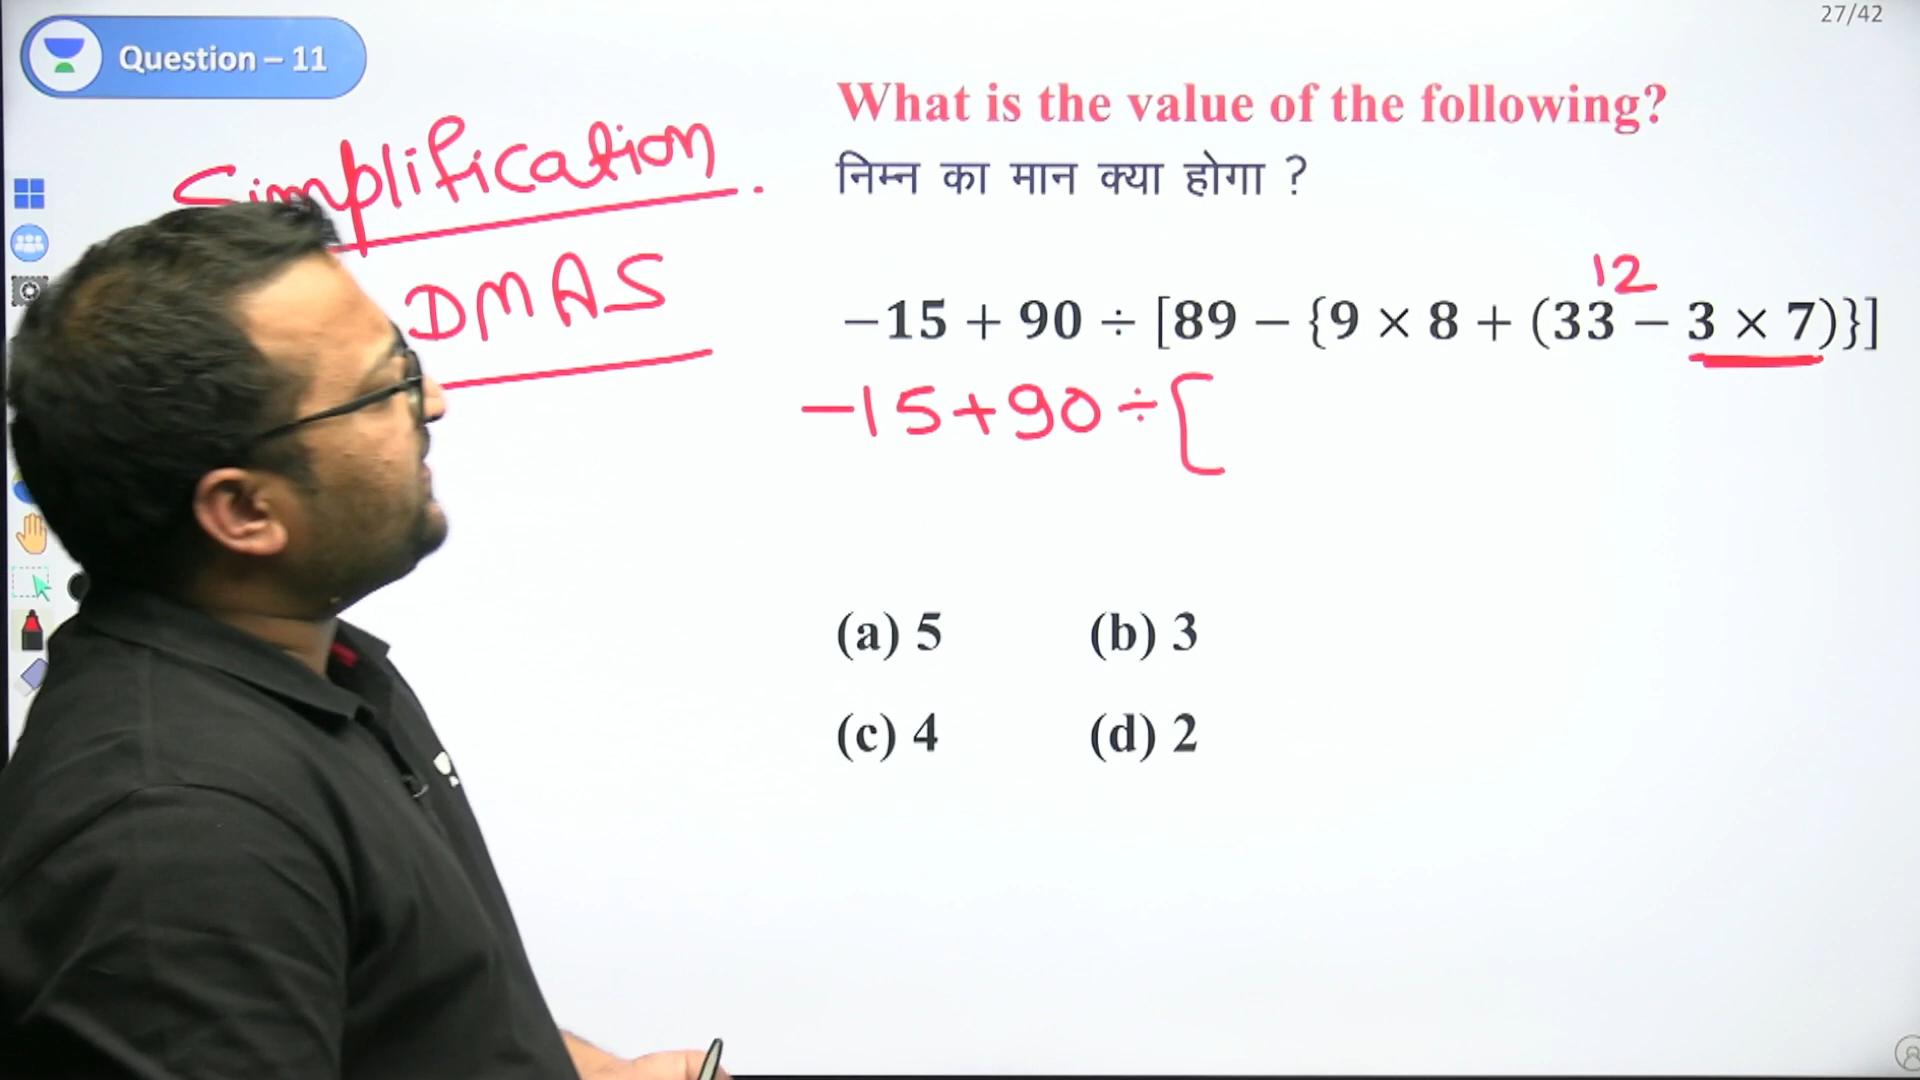 27/42
Question – 11
What is the value of the following?
निम्न का मान क्या होगा ?
Simplification
DMAS
12
−15 + 90 ÷ [89 − {9 × 8 + (33 − 3 × 7)}]
−15+90÷[
(a) 5 (b) 3
(c) 4 (d) 2